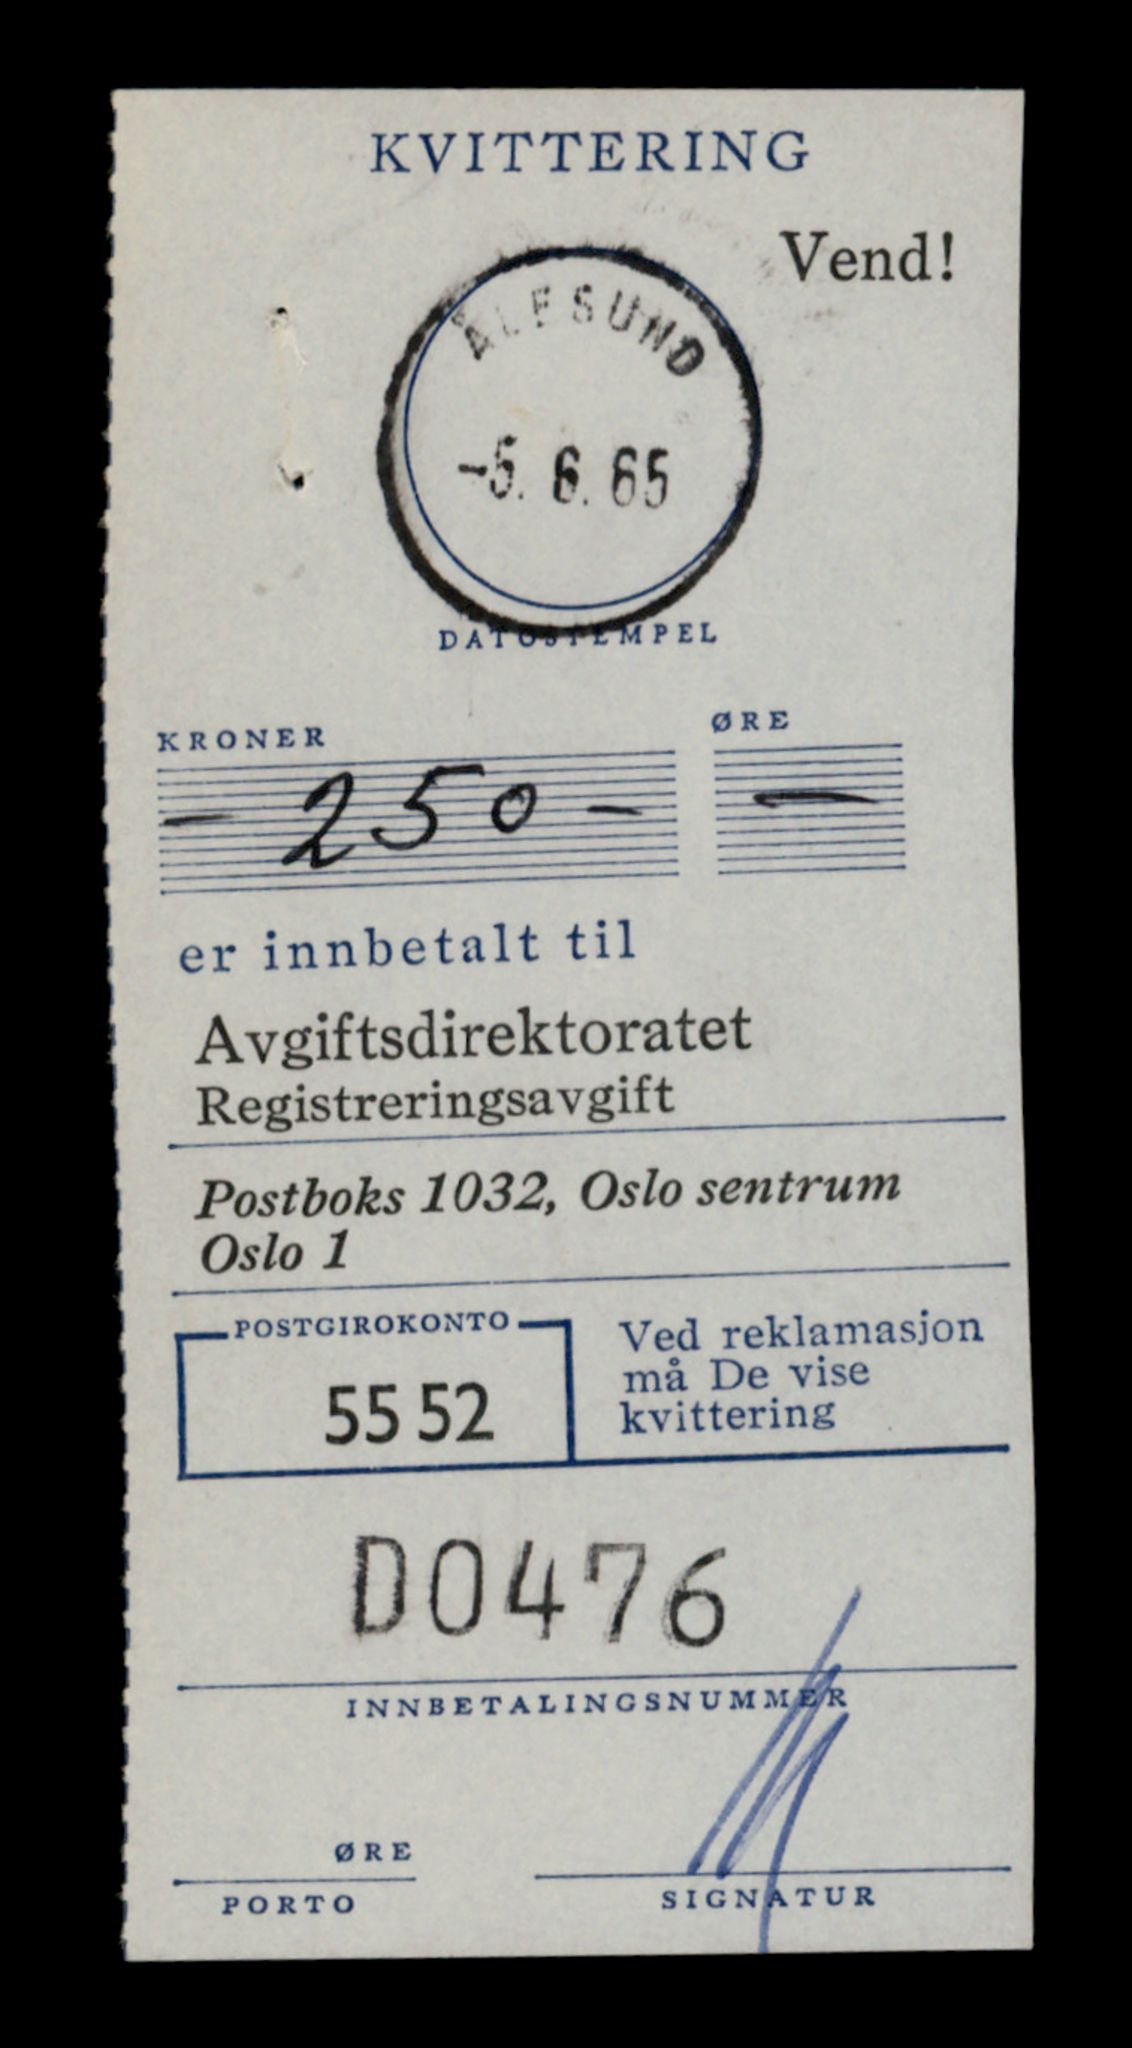 KVITTERING
Vend!
ÅLESUND
-5. 6. 65
DATOSTEMPEL
KRONER
ØRE
- 250 - —
er innbetalt til
Avgiftsdirektoratet
Registreringsavgift
Postboks 1032, Oslo sentrum
Oslo 1
POSTGIROKONTO
55 52
Ved reklamasjon
må De vise
kvittering
D0476
INNBETALINGSNUMMER
ØRE
PORTO
SIGNATUR